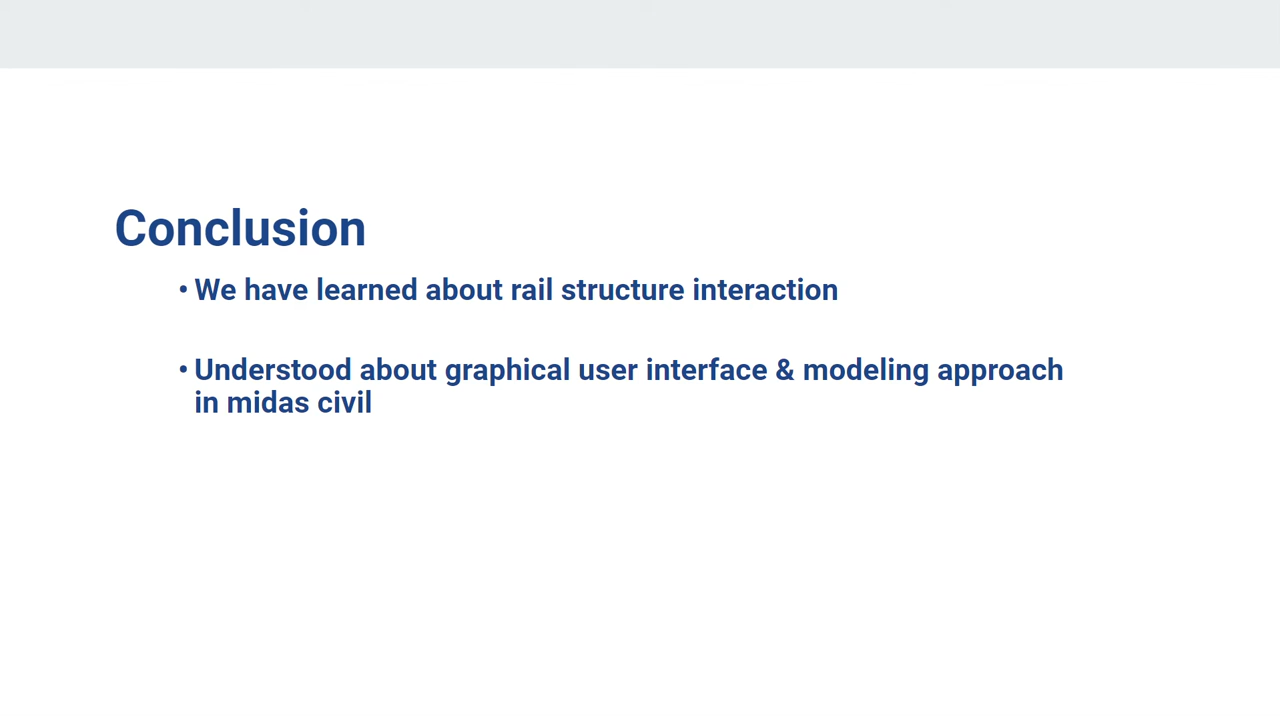 Conclusion
• We have learned about rail structure interaction
• Understood about graphical user interface & modeling approach
in midas civil